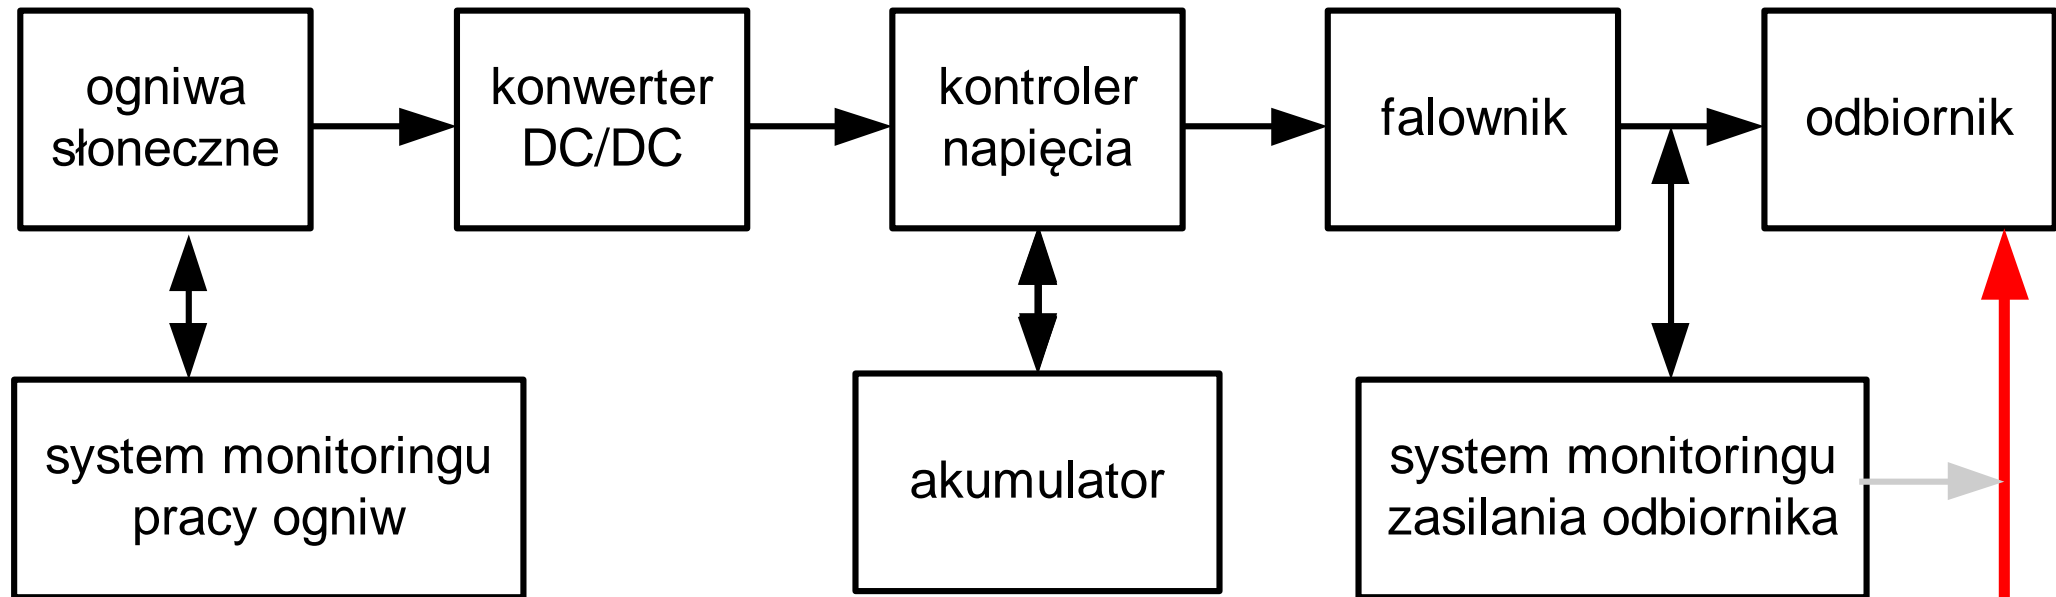 ogniwa
słoneczne
konwerter
DC/DC
kontroler
napięcia
falownik
odbiornik
system monitoringu
pracy ogniw
akumulator
system monitoringu
zasilania odbiornika